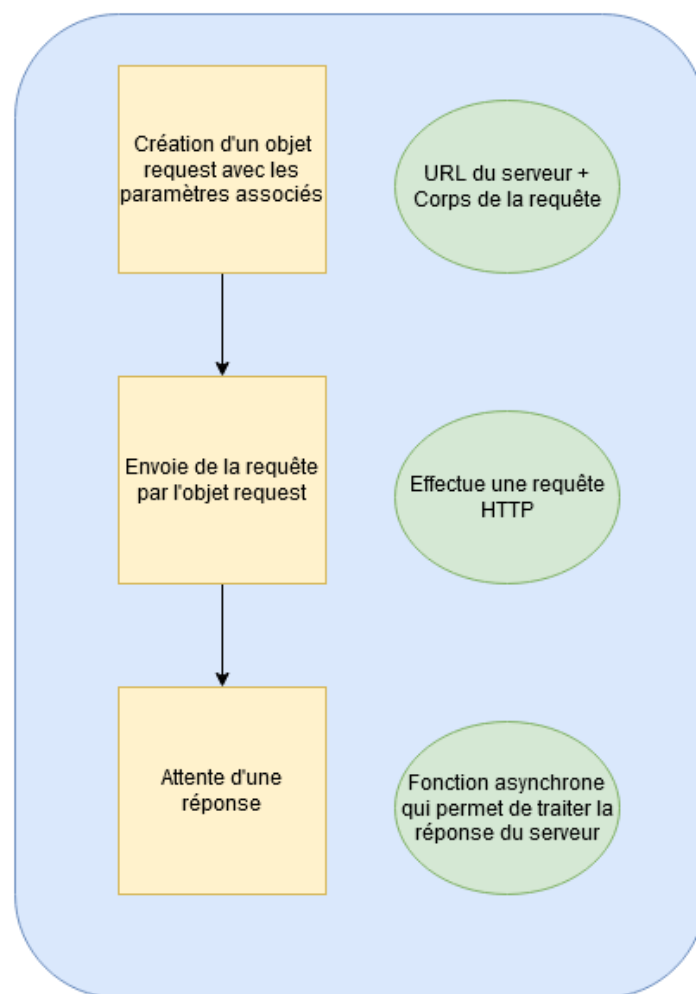 Création d'un objet
request avec les
paramètres associés
URL du serveur +
Corps de la requête
Envoie de la requête
par l'objet request
Effectue une requête
HTTP
Attente d'une
réponse
Fonction asynchrone
qui permet de traiter la
réponse du serveur